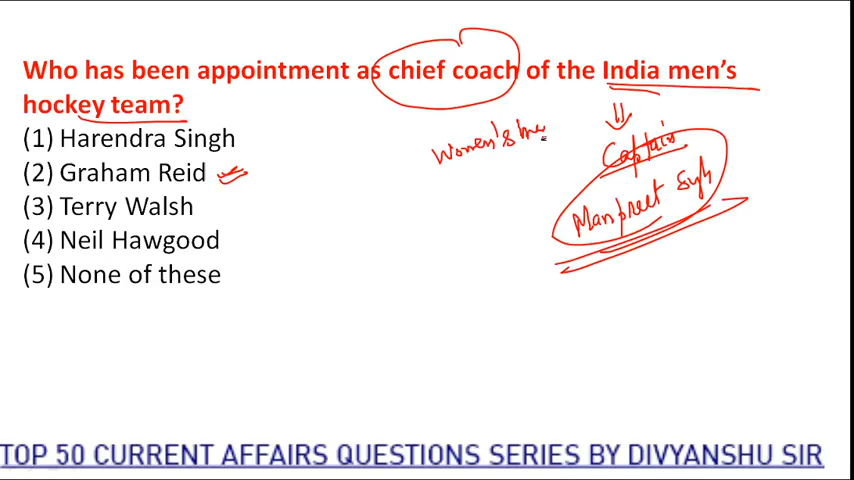 Who has been appointment as chief coach of the India men's
hockey team?
(1) Harendra Singh
(2) Graham Reid
(3) Terry Walsh
(4) Neil Hawgood
(5) None of these
Captain
Manpreet Singh
Women's
TOP 50 CURRENT AFFAIRS QUESTIONS SERIES BY DIVYANSHU SIR